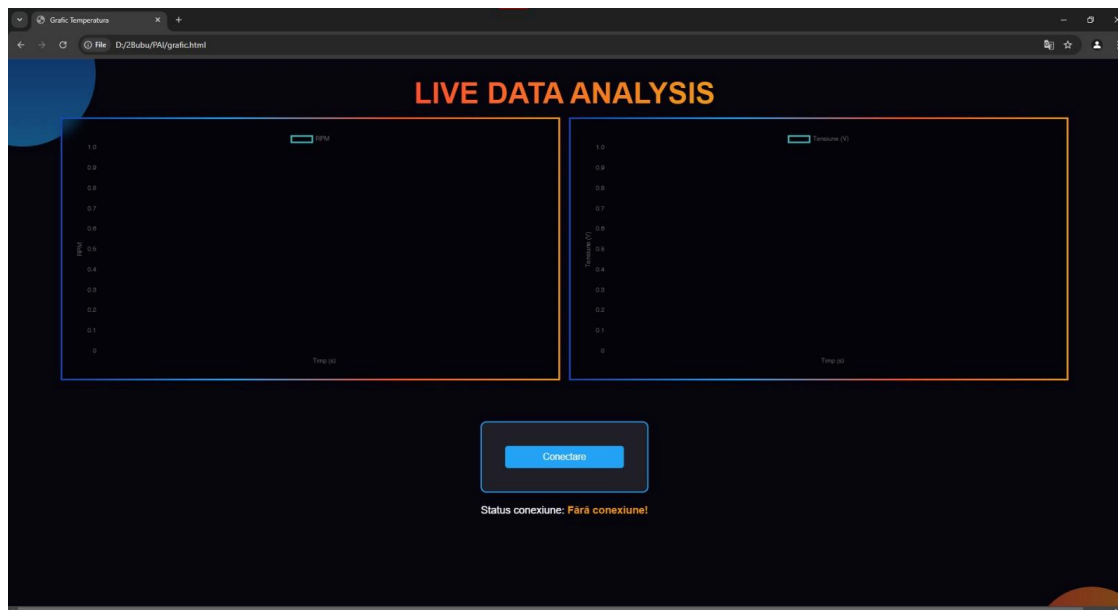 Grafic Temperatura
File D:/2Bubu/PAI/grafic.html
LIVE DATA ANALYSIS
RPM
1.0
0.9
0.8
0.7
0.6
0.5
0.4
0.3
0.2
0.1
0
RPM
Timp (s)
Tensiune (V)
1.0
0.9
0.8
0.7
0.6
0.5
0.4
0.3
0.2
0.1
0
Tensiune (V)
Timp (s)
Conectare
Status conexiune: Fără conexiune!